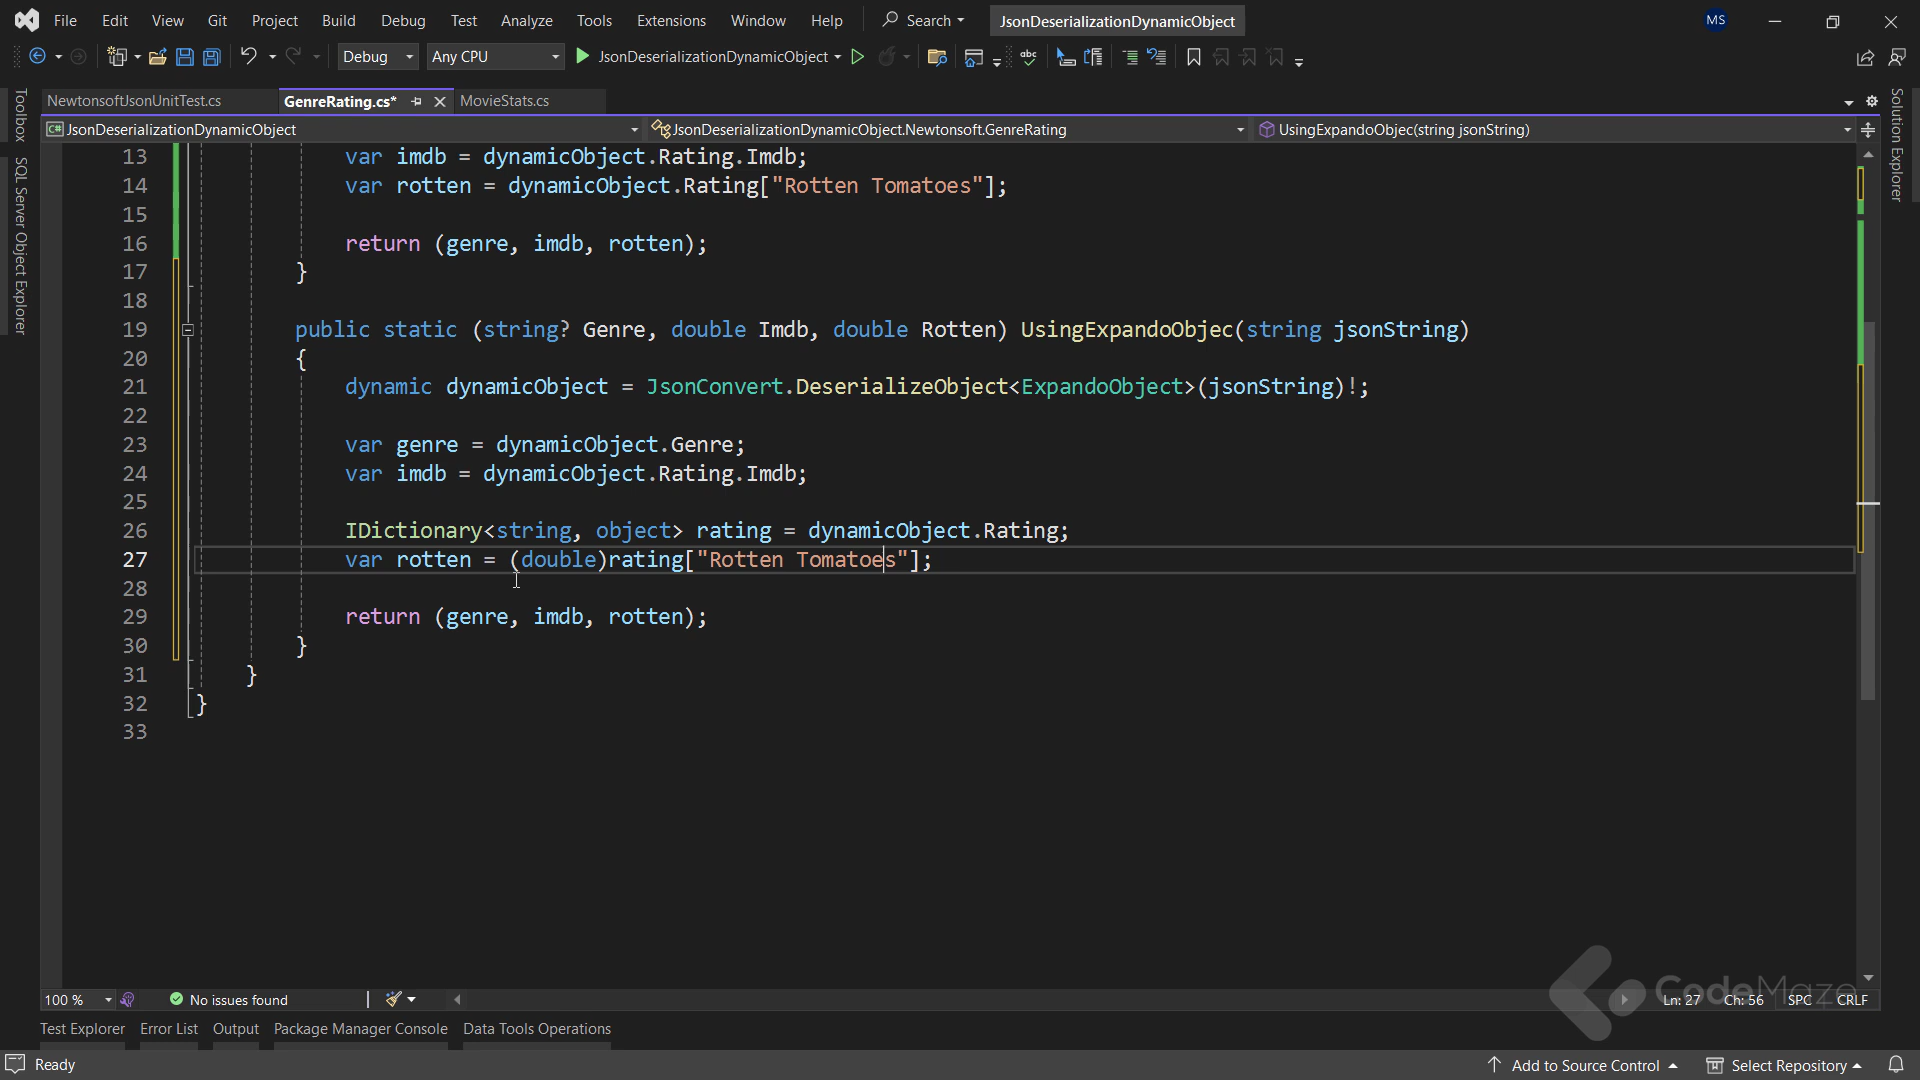 File Edit View Git Project Build Debug Test Analyze Tools Extensions Window Help Search JsonDeserializationDynamicObject MS
Debug Any CPU JsonDeserializationDynamicObject
Toolbox
SQL Server Object Explorer
NewtonsoftJsonUnitTest.cs GenreRating.cs* MovieStats.cs
JsonDeserializationDynamicObject JsonDeserializationDynamicObject.Newtonsoft.GenreRating UsingExpandoObjec(string jsonString)
13 var imdb = dynamicObject.Rating.Imdb;
14 var rotten = dynamicObject.Rating["Rotten Tomatoes"];
15
16 return (genre, imdb, rotten);
17 }
18
19 public static (string? Genre, double Imdb, double Rotten) UsingExpandoObjec(string jsonString)
20 {
21 dynamic dynamicObject = JsonConvert.DeserializeObject<ExpandoObject>(jsonString)!;
22
23 var genre = dynamicObject.Genre;
24 var imdb = dynamicObject.Rating.Imdb;
25
26 IDictionary<string, object> rating = dynamicObject.Rating;
27 var rotten = (double)rating["Rotten Tomatoes"];
28
29 return (genre, imdb, rotten);
30 }
31 }
32 }
33
Solution Explorer
100 % No issues found Ln: 27 Ch: 56 SPC CRLF
CodeMaze
Test Explorer Error List Output Package Manager Console Data Tools Operations
Ready Add to Source Control Select Repository